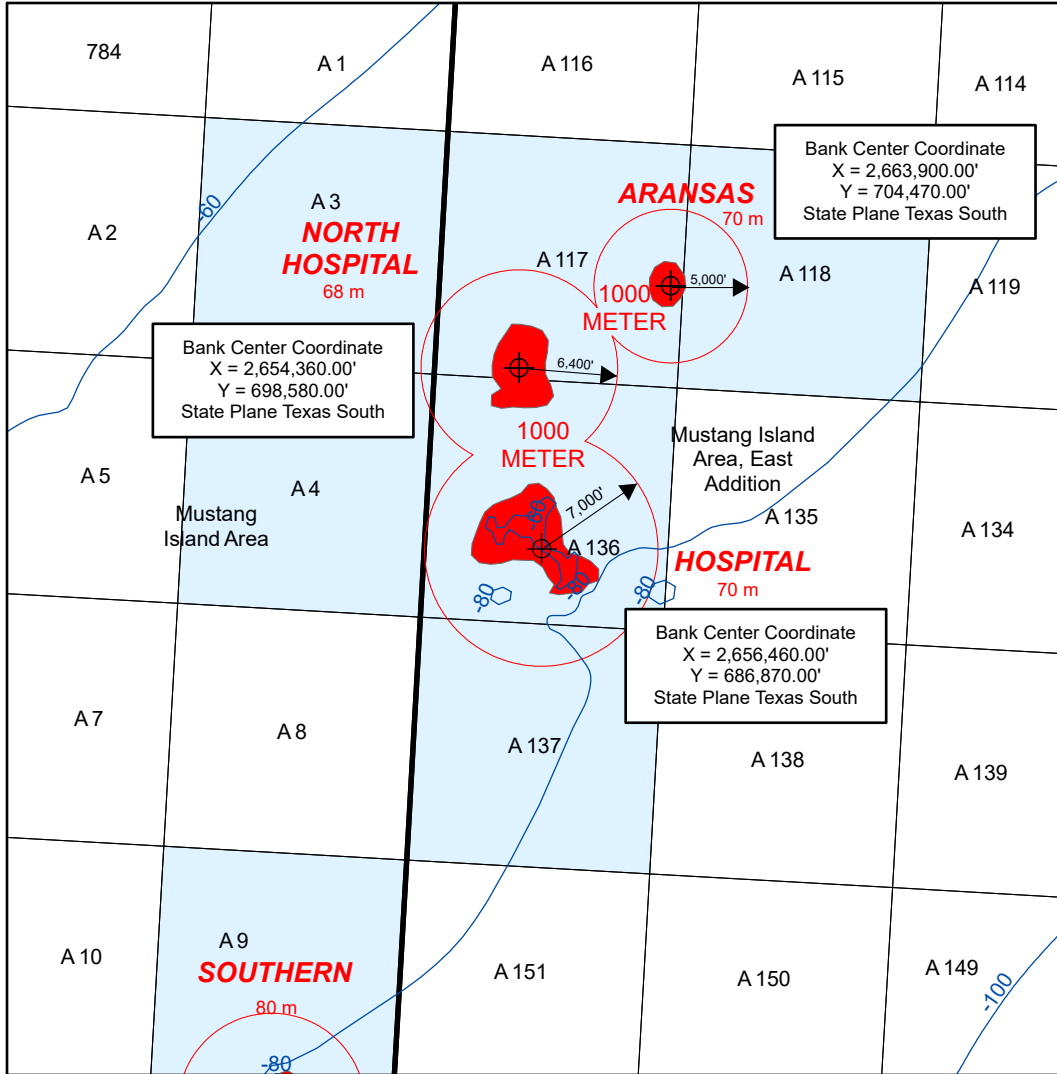 784
A 1
A 116
A 115
A 114
Bank Center Coordinate
X = 2,663,900.00'
Y = 704,470.00'
State Plane Texas South
-60
A 3
A 2
NORTH
HOSPITAL
68 m
ARANSAS
70 m
A 117
A 118
A 119
5,000'
1000
METER
Bank Center Coordinate
X = 2,654,360.00'
Y = 698,580.00'
State Plane Texas South
6,400'
1000
METER
Mustang Island
Area, East
Addition
A 5
A 4
Mustang
Island Area
7,000'
-60
A 136
A 135
A 134
HOSPITAL
70 m
-80
-80
-80
Bank Center Coordinate
X = 2,656,460.00'
Y = 686,870.00'
State Plane Texas South
A 7
A 8
A 137
A 138
A 139
A 10
A 9
SOUTHERN
80 m
-80
A 151
A 150
A 149
-100